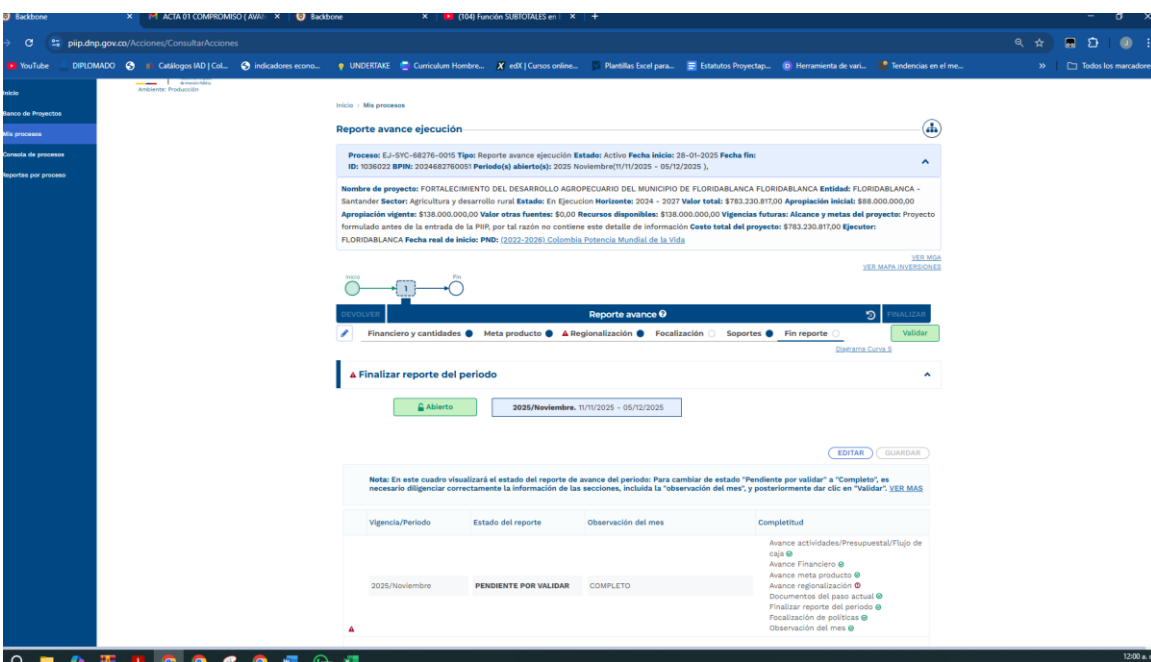 Backbone
ACTA 01 COMPROMISO ( AVAN
Backbone
(104) Función SUBTOTALES en
piip.dnp.gov.co/Acciones/ConsultarAcciones
YouTube DIPLOMADO Catálogos IAD | Col... indicadores econo... UNDERTAKE Curriculum Hombre... edX | Cursos online... Plantillas Excel para... Estatutos Proyectap... Herramienta de vari... Tendencias en el me... » Todos los marcadores
Ambiente: Producción
Inicio
Banco de Proyectos
Mis procesos
Consola de procesos
Reportes por proceso
Inicio / Mis procesos
Reporte avance ejecución
Proceso: EJ-SYC-68276-0015 Tipo: Reporte avance ejecución Estado: Activo Fecha inicio: 28-01-2025 Fecha fin:
ID: 1036022 BPIN: 2024682760051 Periodo(s) abierto(s): 2025 Noviembre(11/11/2025 - 05/12/2025 ),
Nombre de proyecto: FORTALECIMIENTO DEL DESARROLLO AGROPECUARIO DEL MUNICIPIO DE FLORIDABLANCA FLORIDABLANCA Entidad: FLORIDABLANCA -
Santander Sector: Agricultura y desarrollo rural Estado: En Ejecucion Horizonte: 2024 - 2027 Valor total: $783.230.817,00 Apropiación inicial: $88.000.000,00
Apropiación vigente: $138.000.000,00 Valor otras fuentes: $0,00 Recursos disponibles: $138.000.000,00 Vigencias futuras: Alcance y metas del proyecto: Proyecto
formulado antes de la entrada de la PIIP, por tal razón no contiene este detalle de información Costo total del proyecto: $783.230.817,00 Ejecutor:
FLORIDABLANCA Fecha real de inicio: PND: (2022-2026) Colombia Potencia Mundial de la Vida
VER MGA
VER MAPA INVERSIONES
Inicio
1
Fin
DEVOLVER Reporte avance FINALIZAR
Financiero y cantidades Meta producto Regionalización Focalización Soportes Fin reporte Validar
Diagrama Curva S
Finalizar reporte del periodo
Abierto 2025/Noviembre. 11/11/2025 - 05/12/2025
EDITAR GUARDAR
Nota: En este cuadro visualizará el estado del reporte de avance del periodo: Para cambiar de estado "Pendiente por validar" a "Completo", es
necesario diligenciar correctamente la información de las secciones, incluida la "observación del mes", y posteriormente dar clic en "Validar". VER MAS
Vigencia/Periodo Estado del reporte Observación del mes Completitud
2025/Noviembre PENDIENTE POR VALIDAR COMPLETO
Avance actividades/Presupuestal/Flujo de
caja
Avance Financiero
Avance meta producto
Avance regionalización
Documentos del paso actual
Finalizar reporte del periodo
Focalización de políticas
Observación del mes
12:00 a.